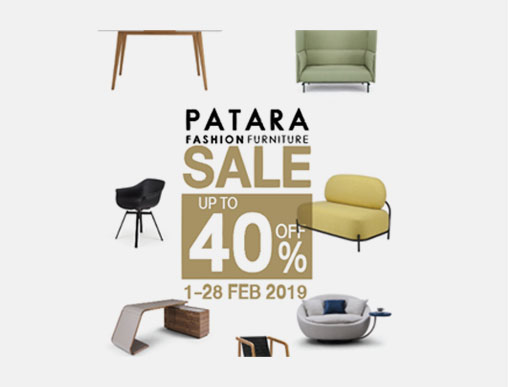 PATARA
FASHION FURNITURE
SALE
UP TO
40% OFF
1-28 FEB 2019